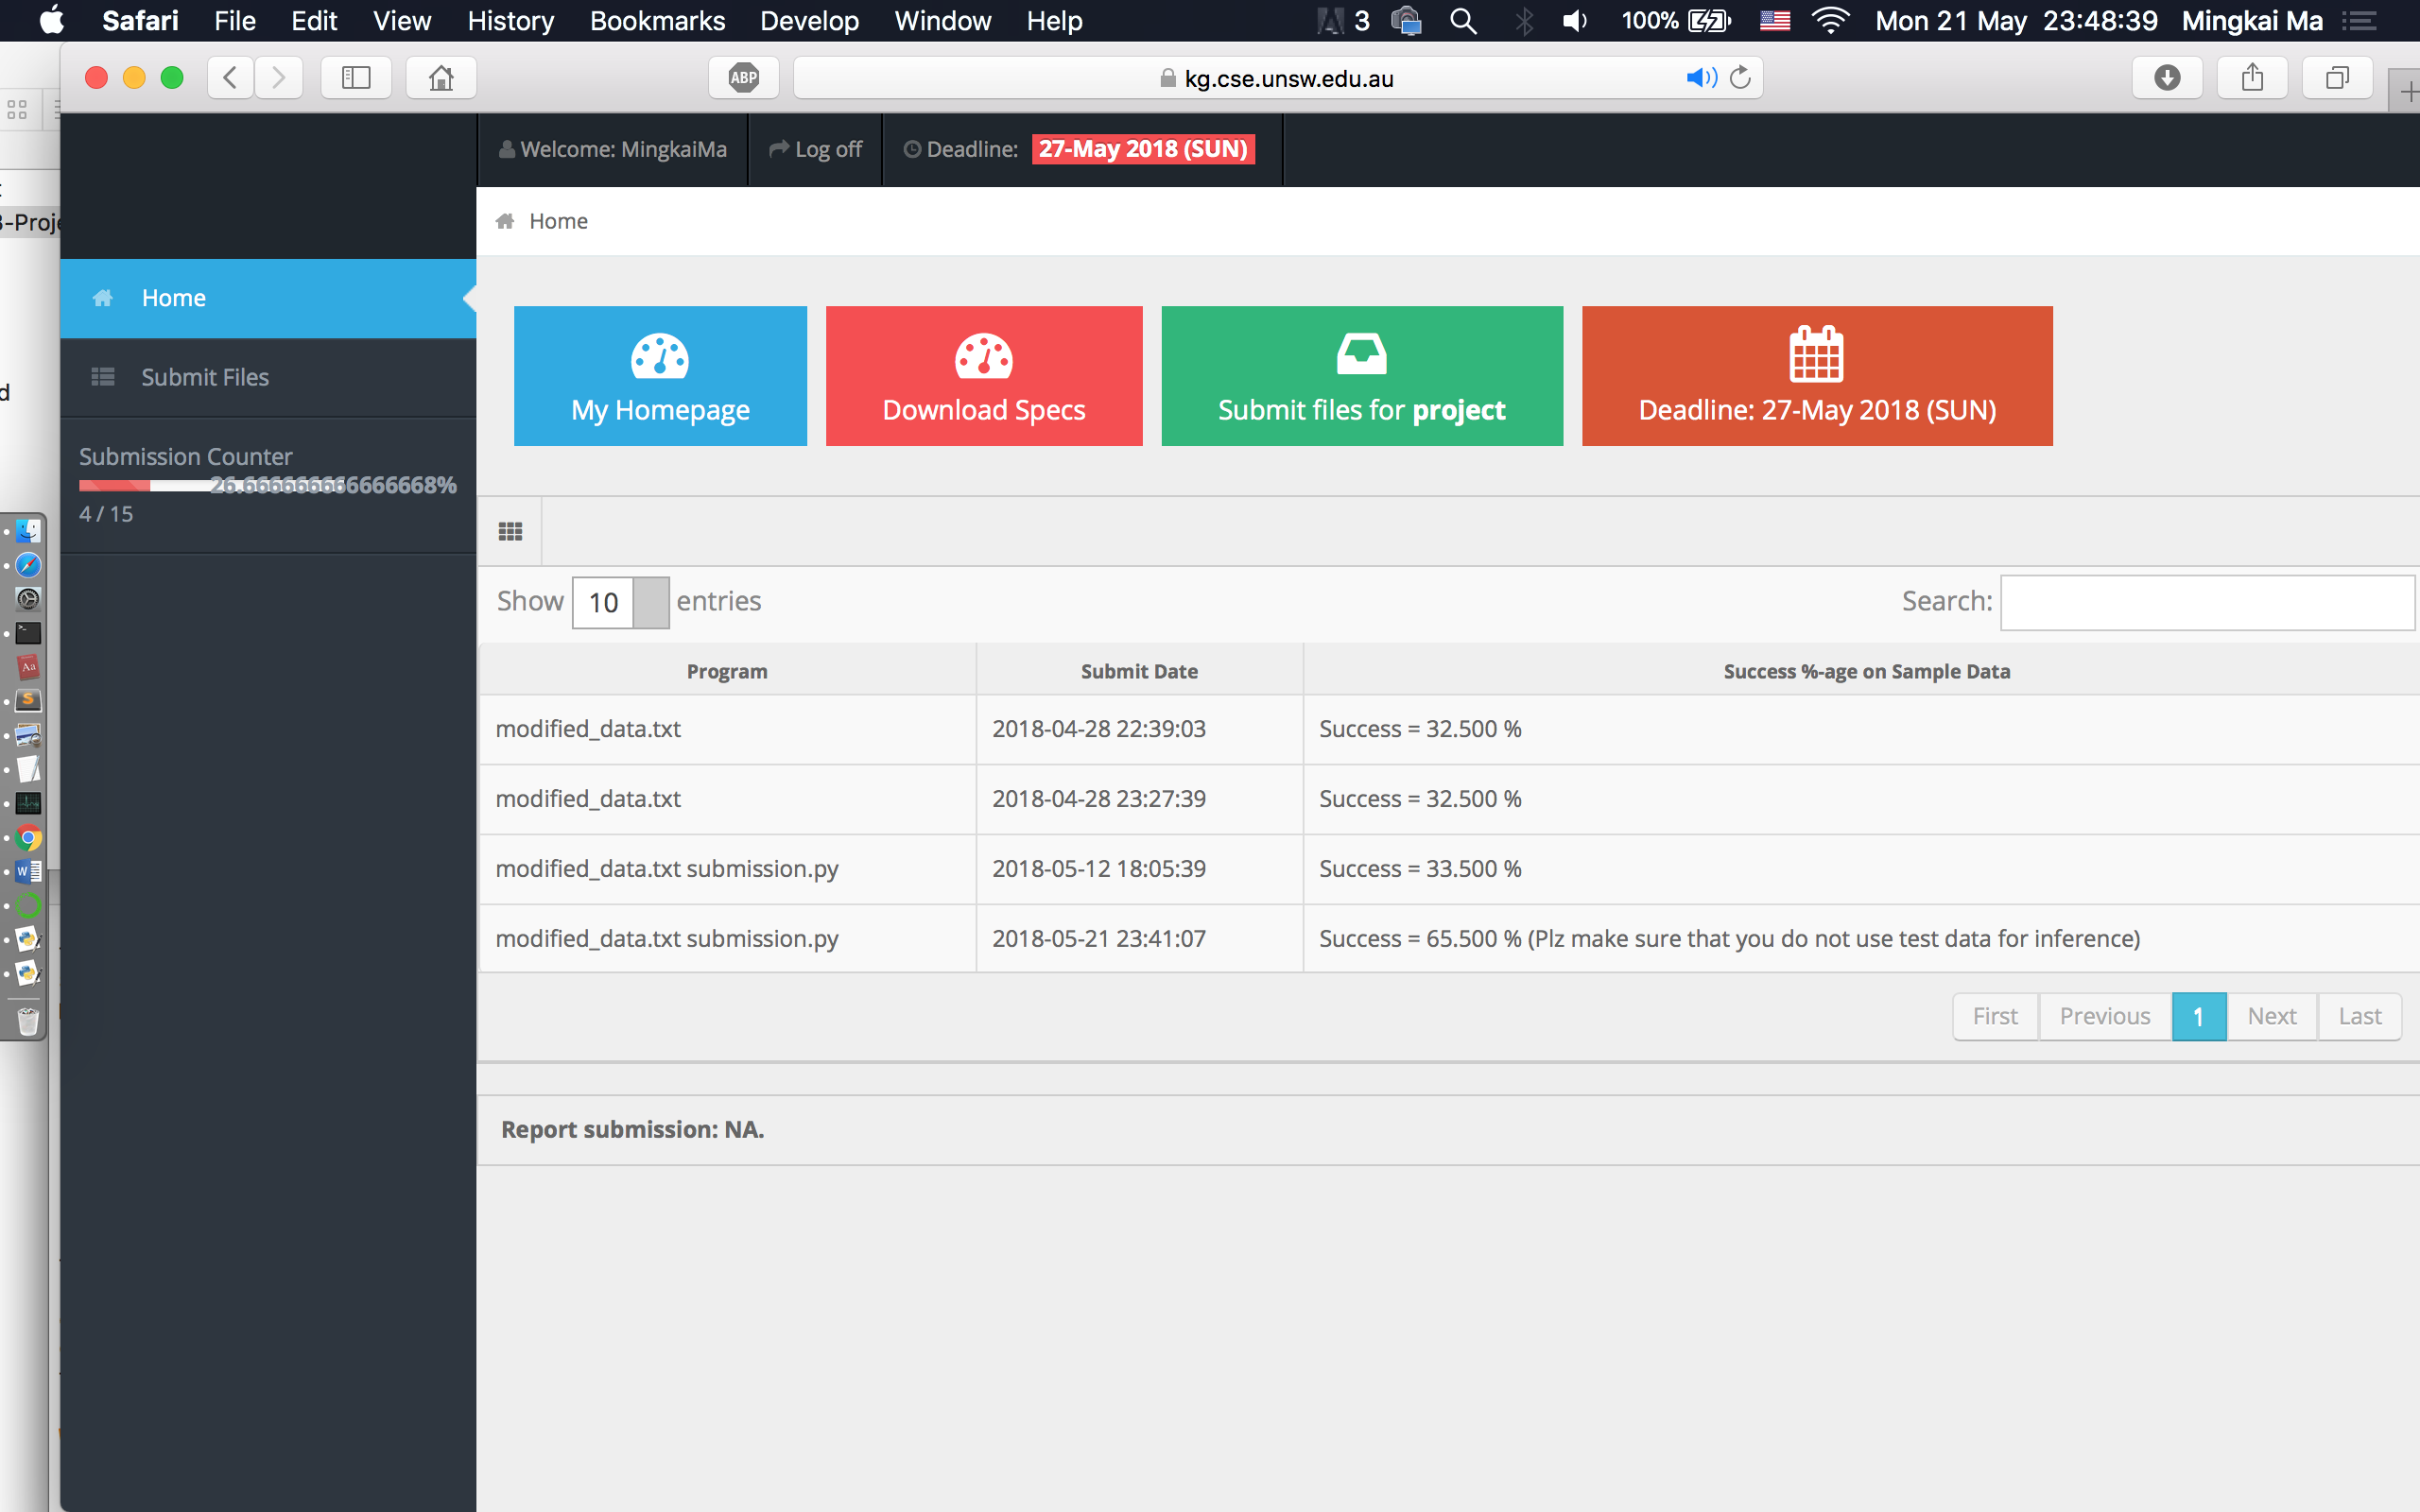 Safari File Edit View History Bookmarks Develop Window Help 3 100% Mon 21 May 23:48:39 Mingkai Ma
ABP kg.cse.unsw.edu.au
Welcome: MingkaiMa Log off Deadline: 27-May 2018 (SUN)
Home
Home
Submit Files
Submission Counter
26.666666666666668%
4 / 15
My Homepage
Download Specs
Submit files for project
Deadline: 27-May 2018 (SUN)
Show 10 entries Search:
Program Submit Date Success %-age on Sample Data
modified_data.txt 2018-04-28 22:39:03 Success = 32.500 %
modified_data.txt 2018-04-28 23:27:39 Success = 32.500 %
modified_data.txt submission.py 2018-05-12 18:05:39 Success = 33.500 %
modified_data.txt submission.py 2018-05-21 23:41:07 Success = 65.500 % (Plz make sure that you do not use test data for inference)
First Previous 1 Next Last
Report submission: NA.